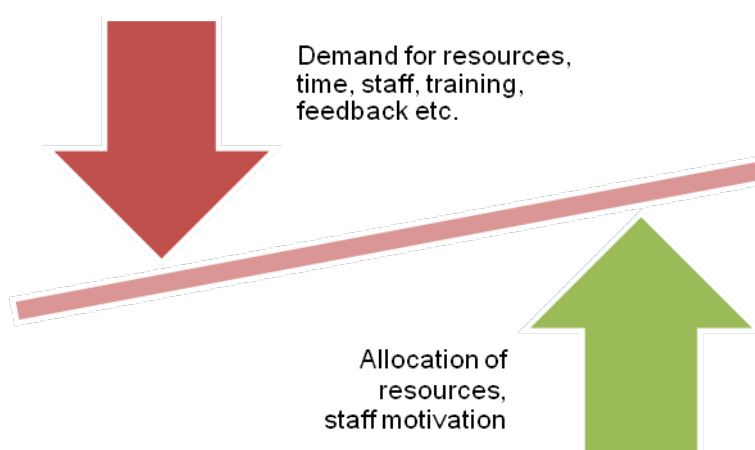 Demand for resources,
time, staff, training,
feedback etc.
Allocation of
resources,
staff motivation